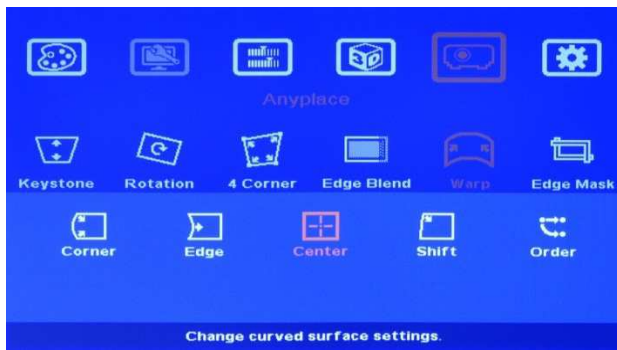 3D
Anyplace
Keystone Rotation 4 Corner Edge Blend Warp Edge Mask
Corner Edge Center Shift Order
Change curved surface settings.